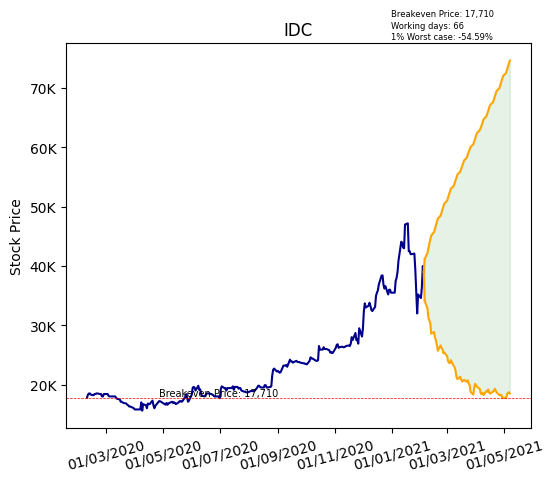 Breakeven Price: 17,710
Working days: 66
1% Worst case: -54.59%
IDC
Stock Price
70K
60K
50K
40K
30K
20K
Breakeven Price: 17,710
01/03/2020
01/05/2020
01/07/2020
01/09/2020
01/11/2020
01/01/2021
01/03/2021
01/05/2021